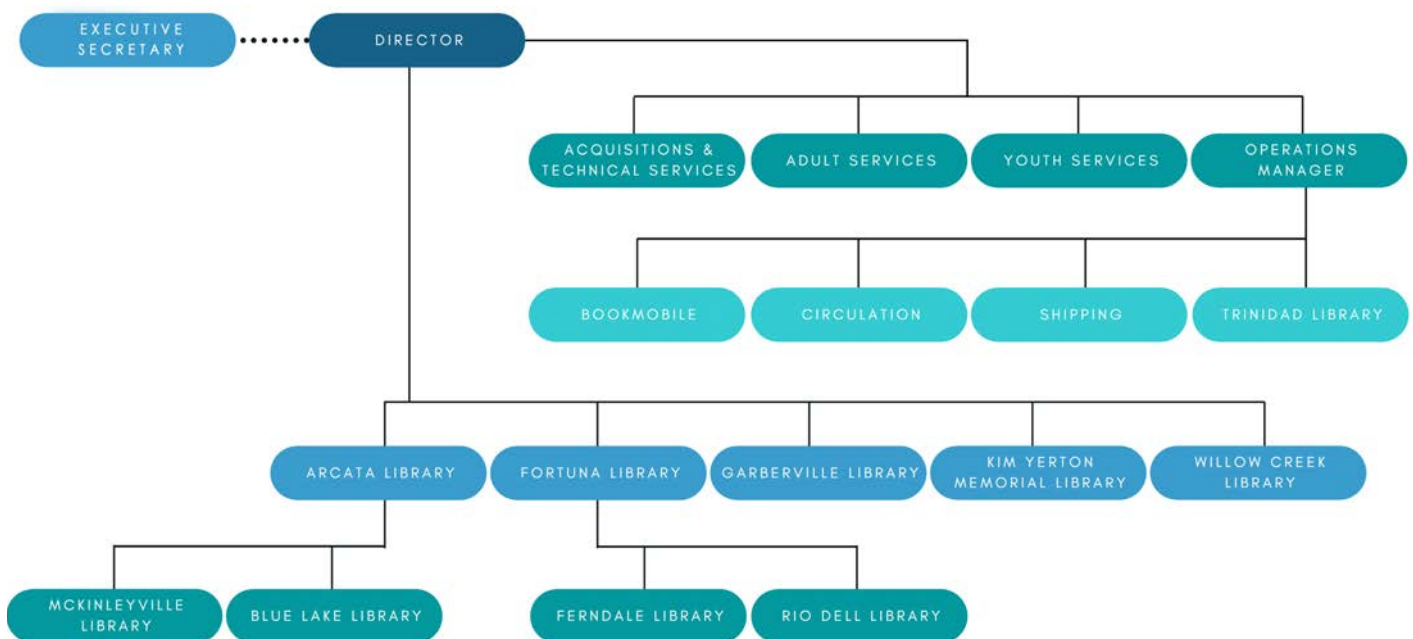 EXECUTIVE
SECRETARY
DIRECTOR
ACQUISITIONS &
TECHNICAL SERVICES
ADULT SERVICES
YOUTH SERVICES
OPERATIONS
MANAGER
BOOKMOBILE
CIRCULATION
SHIPPING
TRINIDAD LIBRARY
ARCATA LIBRARY
FORTUNA LIBRARY
GARBERVILLE LIBRARY
KIM YERTON
MEMORIAL LIBRARY
WILLOW CREEK
LIBRARY
MCKINLEYVILLE
LIBRARY
BLUE LAKE LIBRARY
FERNDALE LIBRARY
RIO DELL LIBRARY